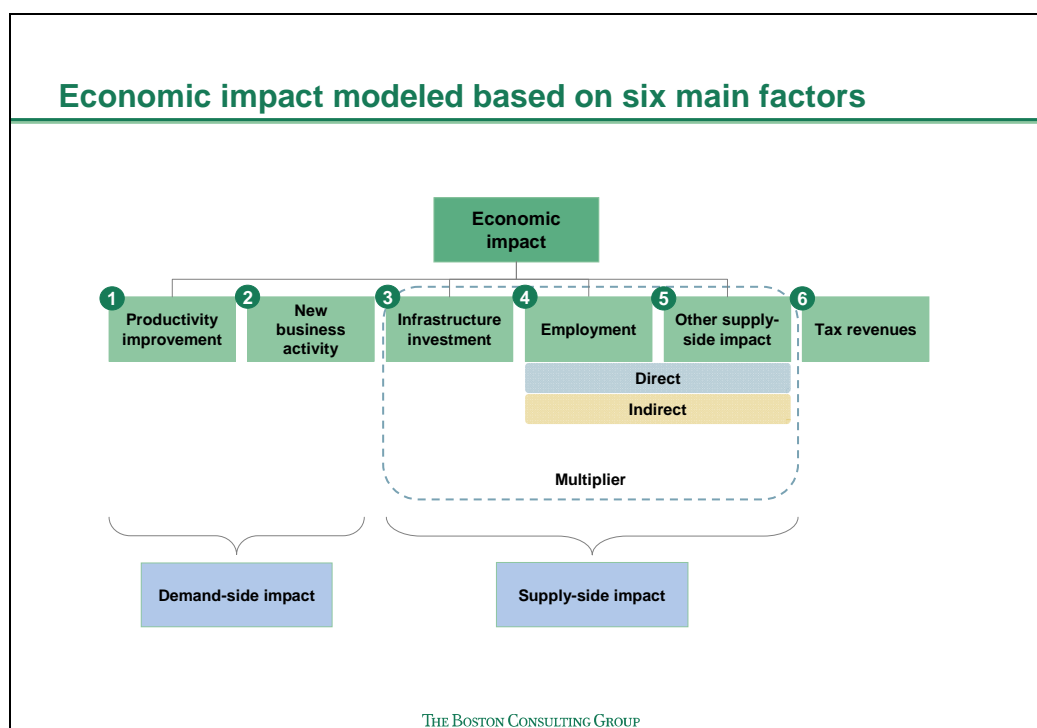 Economic impact modeled based on six main factors
Economic
impact
1
Productivity
improvement
2
New
business
activity
3
Infrastructure
investment
4
Employment
5
Other supply-
side impact
6
Tax revenues
Direct
Indirect
Multiplier
Demand-side impact
Supply-side impact
THE BOSTON CONSULTING GROUP